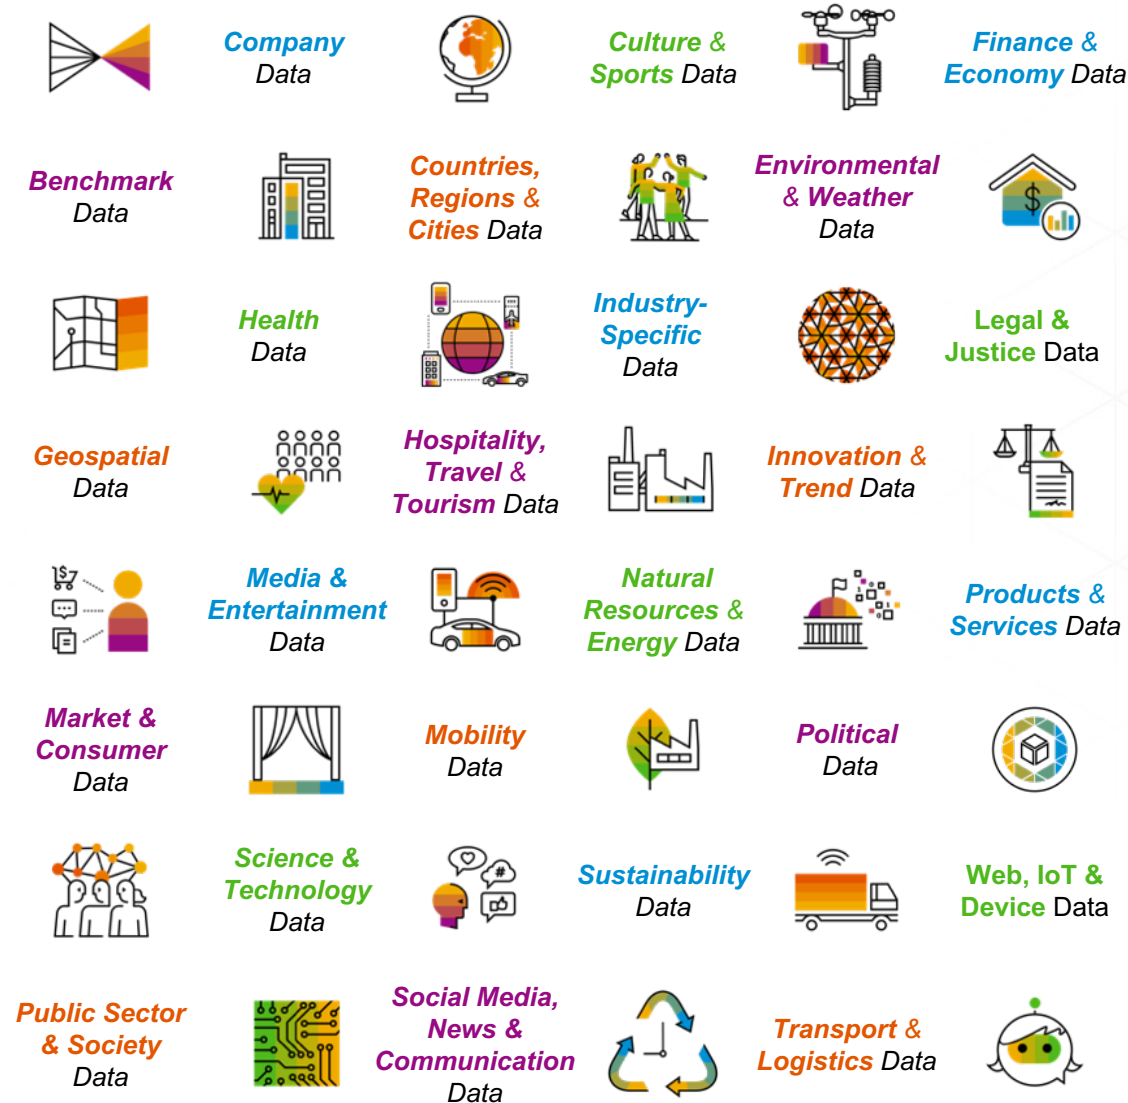 Company
Data
Culture &
Sports Data
Finance &
Economy Data
Benchmark
Data
Countries,
Regions &
Cities Data
Environmental
& Weather
Data
$
Health
Data
Industry-
Specific
Data
Legal &
Justice Data
Geospatial
Data
Hospitality,
Travel &
Tourism Data
Innovation &
Trend Data
$
Media &
Entertainment
Data
Natural
Resources &
Energy Data
Products &
Services Data
Market &
Consumer
Data
Mobility
Data
Political
Data
Science &
Technology
Data
#
Sustainability
Data
Web, IoT &
Device Data
Public Sector
& Society
Data
Social Media,
News &
Communication
Data
Transport &
Logistics Data